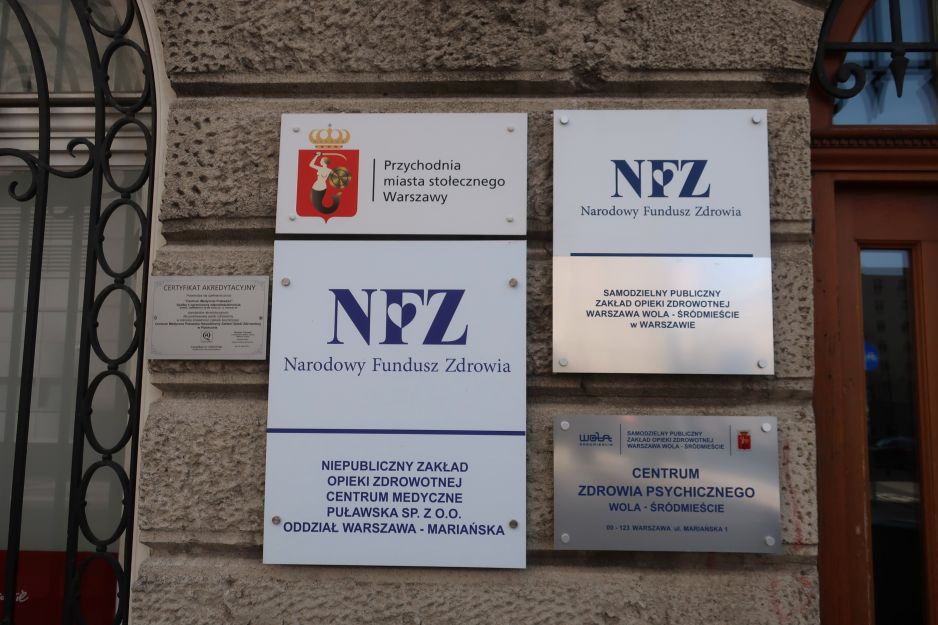 Przychodnia
miasta stołecznego
Warszawy
NFZ
Narodowy Fundusz Zdrowia
SAMODZIELNY PUBLICZNY
ZAKŁAD OPIEKI ZDROWOTNEJ
WARSZAWA WOLA - ŚRÓDMIEŚCIE
w WARSZAWIE
CERTYFIKAT AKREDYTACYJNY
NFZ
Narodowy Fundusz Zdrowia
NIEPUBLICZNY ZAKŁAD
OPIEKI ZDROWOTNEJ
CENTRUM MEDYCZNE
PUŁAWSKA SP. Z O.O.
ODDZIAŁ WARSZAWA - MARIAŃSKA
WOLA
ŚRÓDMIEŚCIE
SAMODZIELNY PUBLICZNY
ZAKŁAD OPIEKI ZDROWOTNEJ
WARSZAWA WOLA - ŚRÓDMIEŚCIE
CENTRUM
ZDROWIA PSYCHICZNEGO
WOLA - ŚRÓDMIEŚCIE
00 - 123 WARSZAWA ul. MARIAŃSKA 1